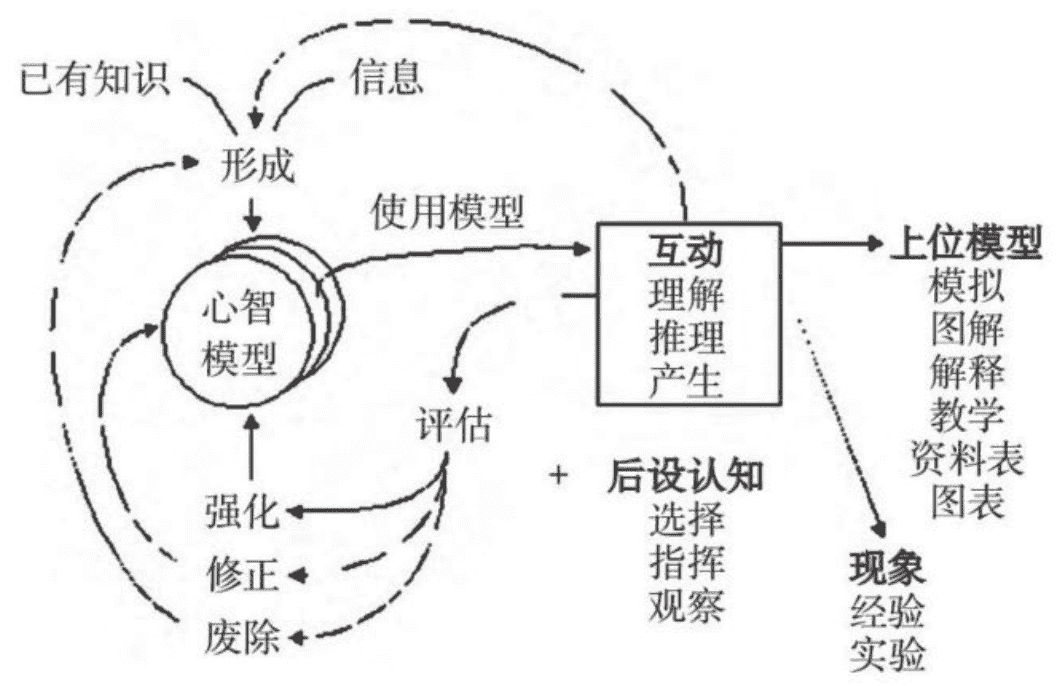 已有知识
信息
形成
使用模型
心智
模型
互动
理解
推理
产生
上位模型
模拟
图解
解释
教学
资料表
图表
评估
强化
修正
废除
+ 后设认知
选择
指挥
观察
现象
经验
实验